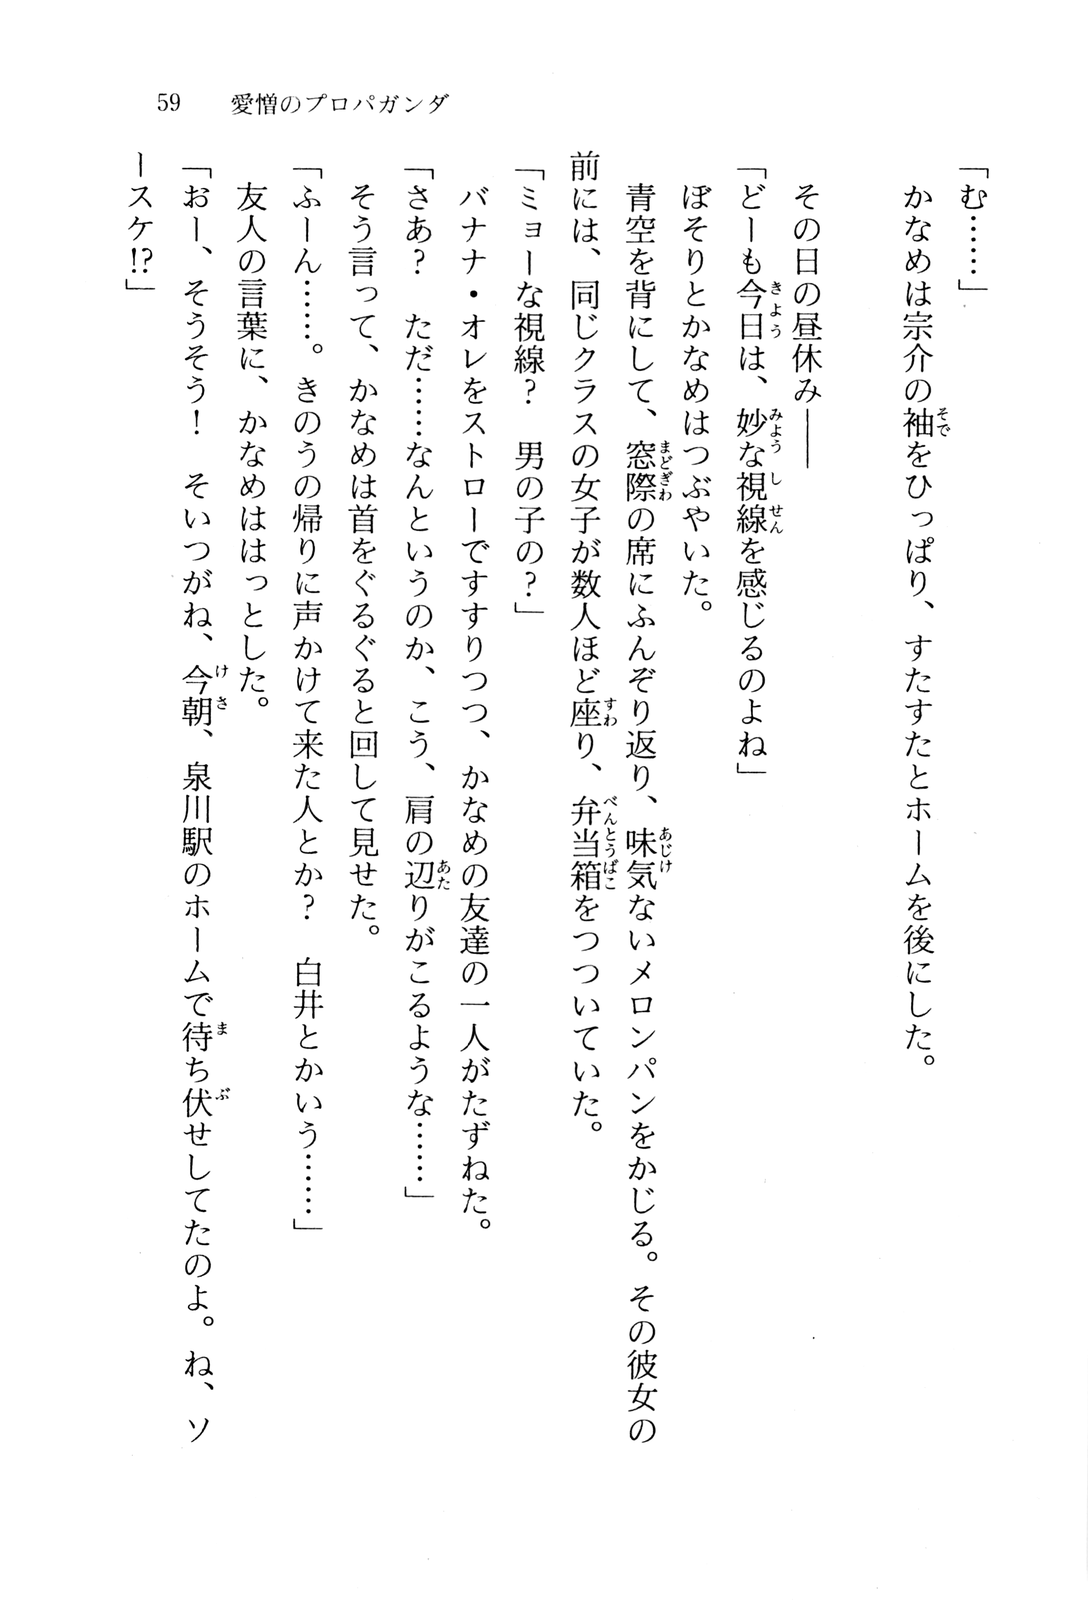 59　愛憎のプロパガンダ
「む……」
　かなめは宗介の袖をひっぱり、すたすたとホームを後にした。
　その日の昼休み――
「どーも今日は、妙な視線を感じるのよね」
　ぼそりとかなめはつぶやいた。
　青空を背にして、窓際の席にふんぞり返り、味気ないメロンパンをかじる。その彼女の
前には、同じクラスの女子が数人ほど座り、弁当箱をつついていた。
「ミョーな視線？　男の子の？」
　バナナ・オレをストローですすりつつ、かなめの友達の一人がたずねた。
「さあ？　ただ……なんというのか、こう、肩の辺りがこるような……」
　そう言って、かなめは首をぐるぐると回して見せた。
「ふーん……。きのうの帰りに声かけて来た人とか？　白井とかいう……」
　友人の言葉に、かなめははっとした。
「おー、そうそう！　そいつがね、今朝、泉川駅のホームで待ち伏せしてたのよ。ね、ソ
ースケ!?」